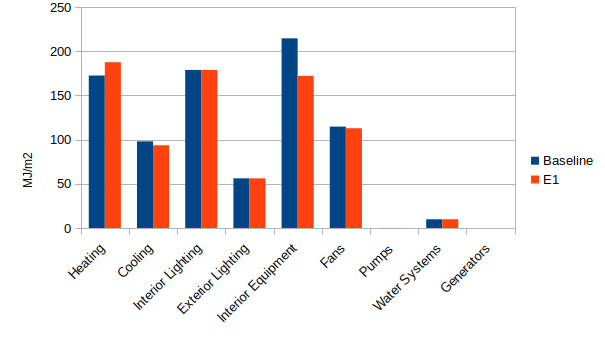 250
200
150
100
50
0
MJ/m2
Heating
Cooling
Interior Lighting
Exterior Lighting
Interior Equipment
Fans
Pumps
Water Systems
Generators
Baseline
E1